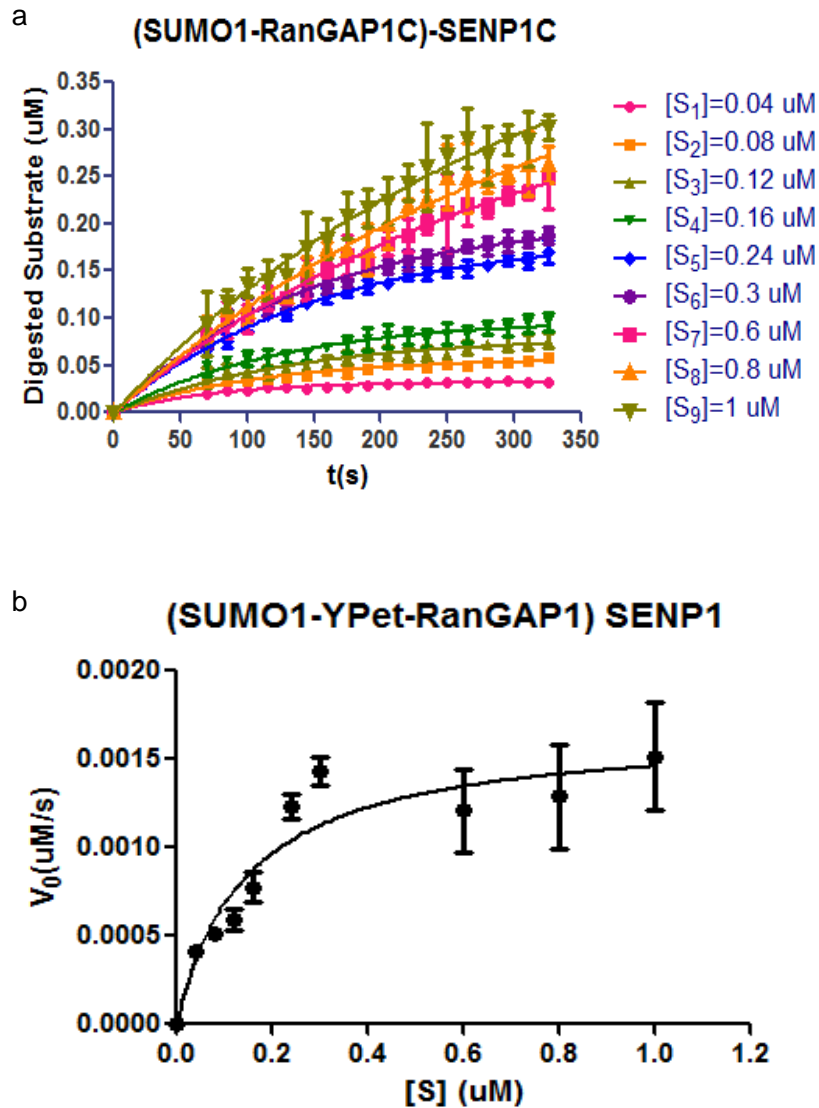 a
(SUMO1-RanGAP1C)-SENP1C
Digested Substrate (uM)
0.35
0.30
0.25
0.20
0.15
0.10
0.05
0.00
0 50 100 150 200 250 300 350
t(s)
[S1]=0.04 uM
[S2]=0.08 uM
[S3]=0.12 uM
[S4]=0.16 uM
[S5]=0.24 uM
[S6]=0.3 uM
[S7]=0.6 uM
[S8]=0.8 uM
[S9]=1 uM
b
(SUMO1-YPet-RanGAP1) SENP1
V0(uM/s)
0.0020
0.0015
0.0010
0.0005
0.0000
0.0 0.2 0.4 0.6 0.8 1.0 1.2
[S] (uM)